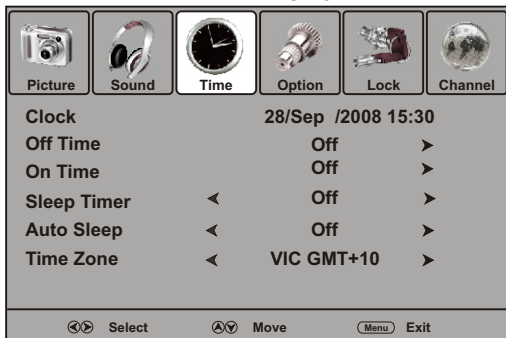 Picture Sound Time Option Lock Channel
Clock 28/Sep /2008 15:30
Off Time Off
On Time Off
Sleep Timer Off
Auto Sleep Off
Time Zone VIC GMT+10
Select Move Menu Exit